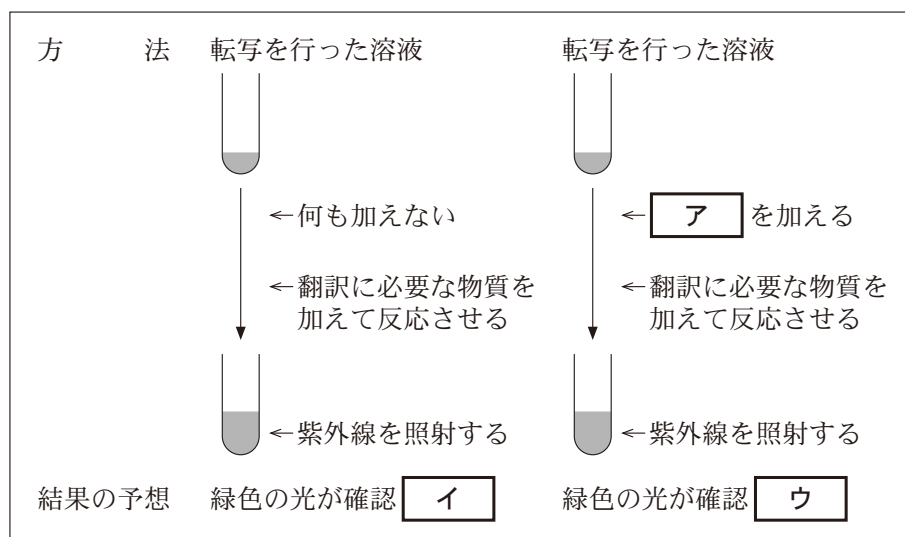 方法 転写を行った溶液 転写を行った溶液
←何も加えない ← ア を加える
←翻訳に必要な物質を ←翻訳に必要な物質を
加えて反応させる 加えて反応させる
←紫外線を照射する ←紫外線を照射する
結果の予想 緑色の光が確認 イ 緑色の光が確認 ウ